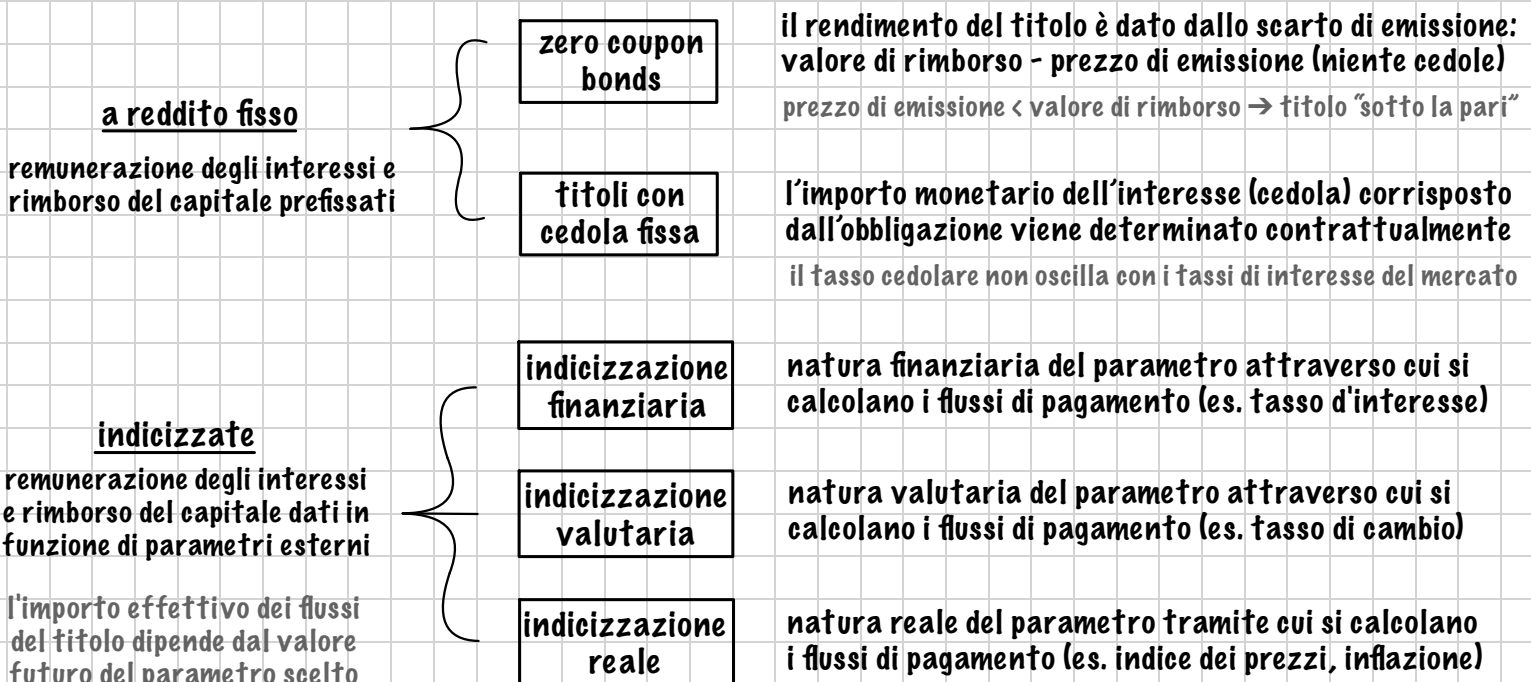 a reddito fisso
remunerazione degli interessi e
rimborso del capitale prefissati
zero coupon
bonds
il rendimento del titolo è dato dallo scarto di emissione:
valore di rimborso - prezzo di emissione (niente cedole)
prezzo di emissione < valore di rimborso → titolo “sotto la pari”
titoli con
cedola fissa
l’importo monetario dell’interesse (cedola) corrisposto
dall’obbligazione viene determinato contrattualmente
il tasso cedolare non oscilla con i tassi di interesse del mercato
indicizzate
remunerazione degli interessi
e rimborso del capitale dati in
funzione di parametri esterni
l'importo effettivo dei flussi
del titolo dipende dal valore
futuro del parametro scelto
indicizzazione
finanziaria
natura finanziaria del parametro attraverso cui si
calcolano i flussi di pagamento (es. tasso d'interesse)
indicizzazione
valutaria
natura valutaria del parametro attraverso cui si
calcolano i flussi di pagamento (es. tasso di cambio)
indicizzazione
reale
natura reale del parametro tramite cui si calcolano
i flussi di pagamento (es. indice dei prezzi, inflazione)